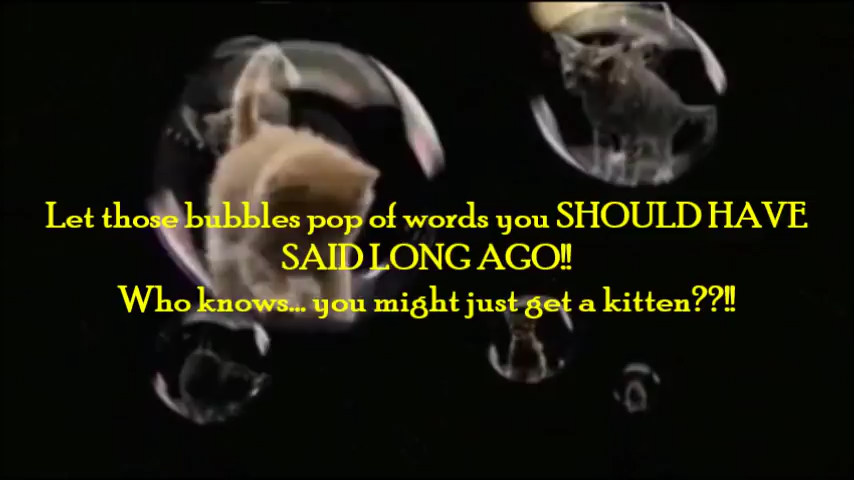 Let those bubbles pop of words you SHOULD HAVE
SAID LONG AGO!!
Who knows... you might just get a kitten??!!